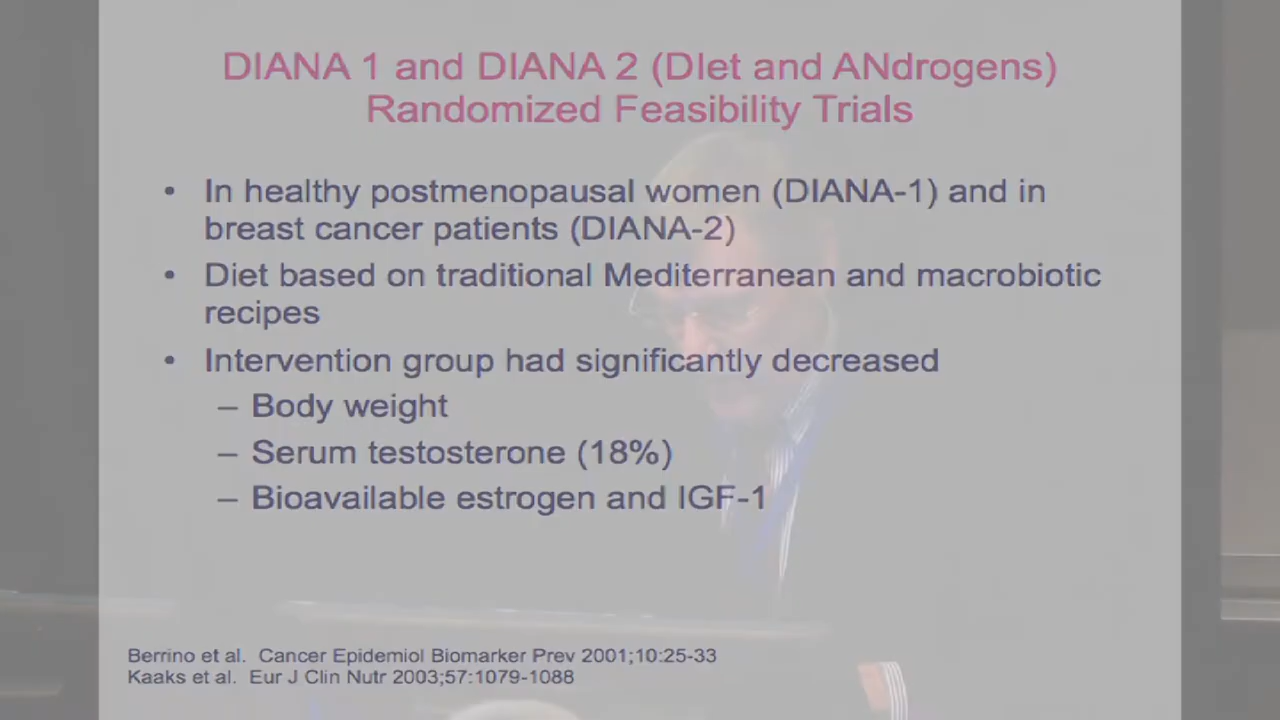 DIANA 1 and DIANA 2 (DIet and ANdrogens)
Randomized Feasibility Trials
• In healthy postmenopausal women (DIANA-1) and in
breast cancer patients (DIANA-2)
• Diet based on traditional Mediterranean and macrobiotic
recipes
• Intervention group had significantly decreased
– Body weight
– Serum testosterone (18%)
– Bioavailable estrogen and IGF-1
Berrino et al.  Cancer Epidemiol Biomarker Prev 2001;10:25-33
Kaaks et al.  Eur J Clin Nutr 2003;57:1079-1088